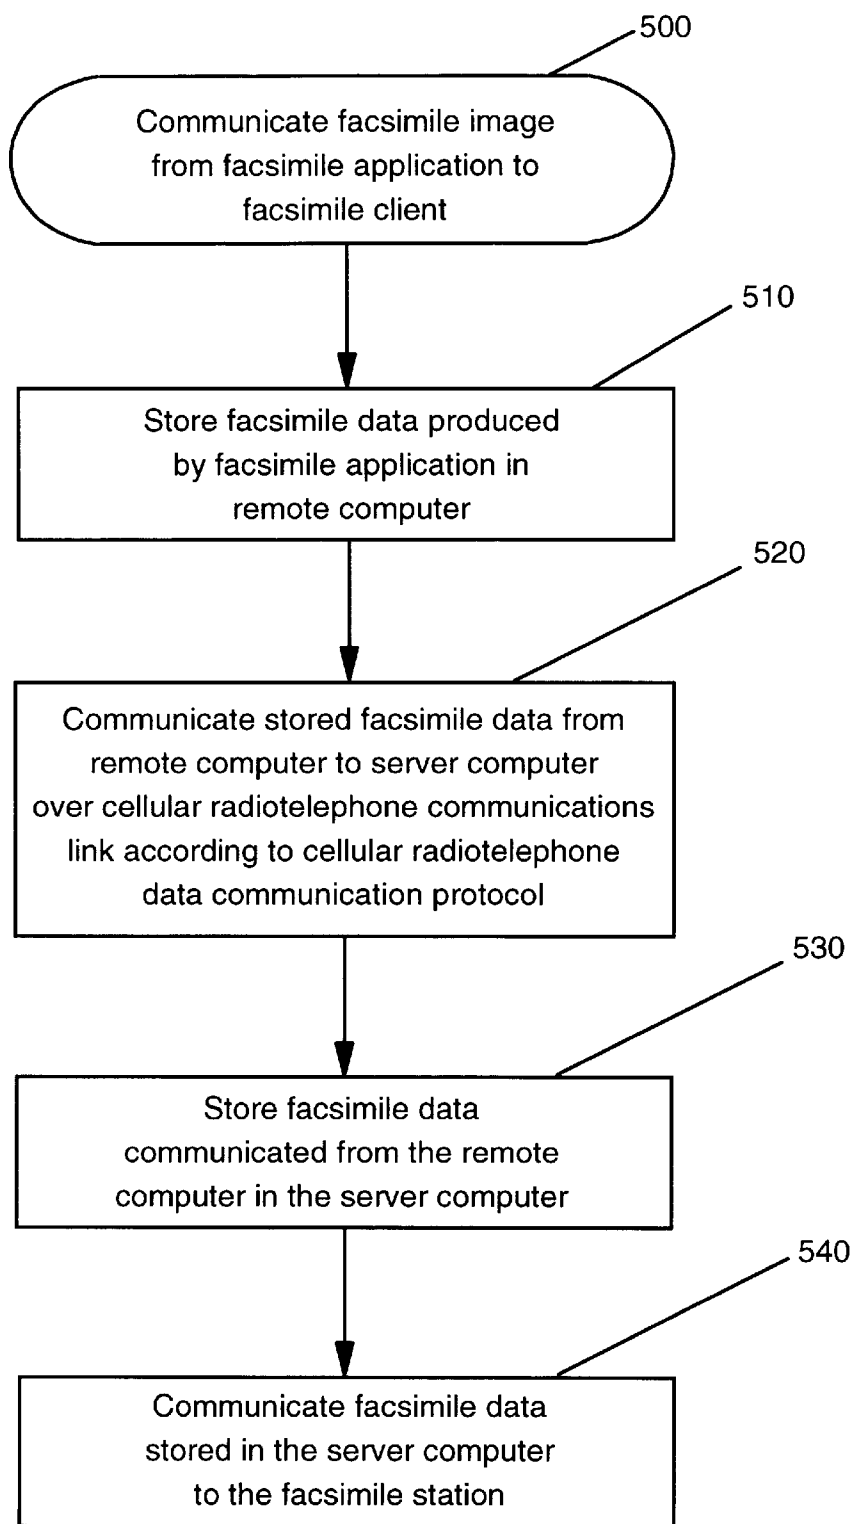 500
Communicate facsimile image
from facsimile application to
facsimile client
510
Store facsimile data produced
by facsimile application in
remote computer
520
Communicate stored facsimile data from
remote computer to server computer
over cellular radiotelephone communications
link according to cellular radiotelephone
data communication protocol
530
Store facsimile data
communicated from the remote
computer in the server computer
540
Communicate facsimile data
stored in the server computer
to the facsimile station